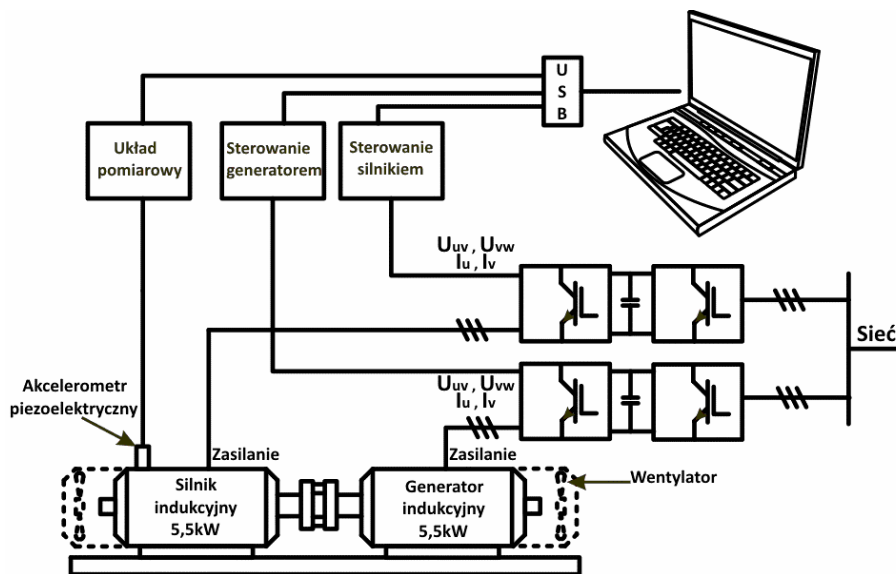 U
S
B
Układ
pomiarowy
Sterowanie
generatorem
Sterowanie
silnikiem
Uuv , Uvw
Iu , Iv
Sieć
Akcelerometr
piezoelektryczny
Uuv , Uvw
Iu , Iv
Zasilanie
Zasilanie
Wentylator
Silnik
indukcyjny
5,5kW
Generator
indukcyjny
5,5kW